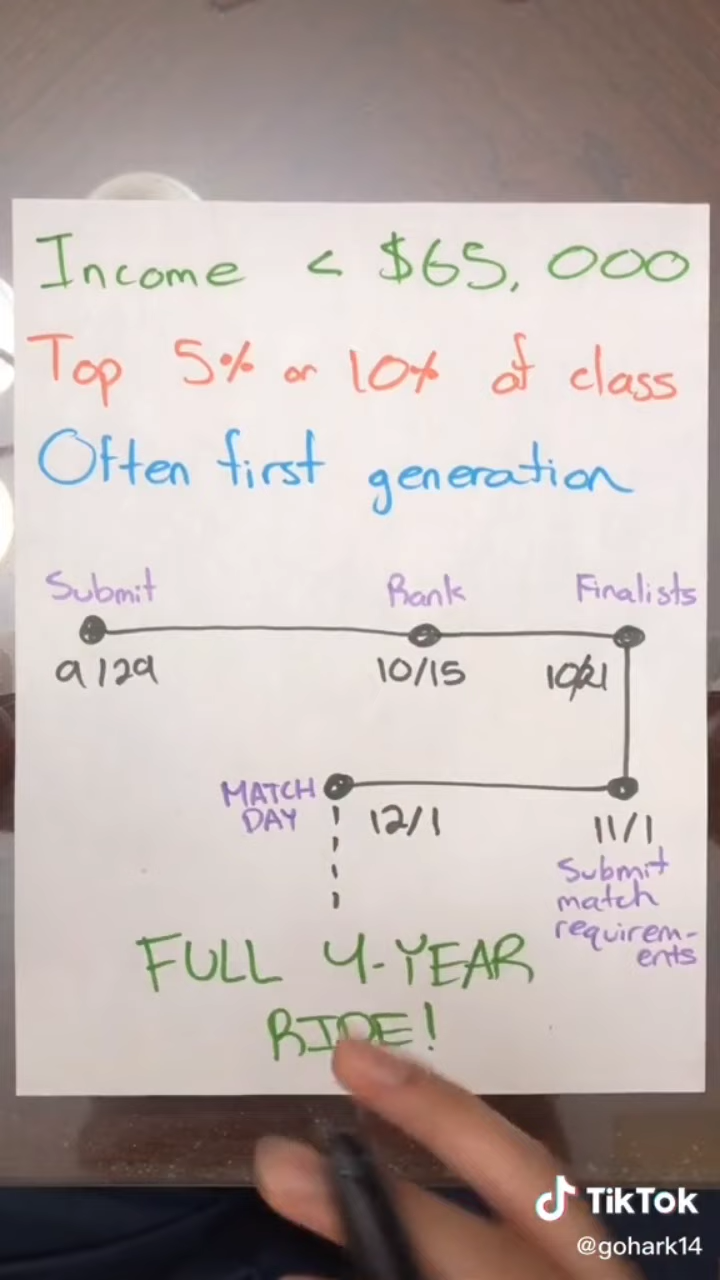 Income < $65,000
Top 5% or 10% of class
Often first generation
Submit
Rank
Finalists
9/29
10/15
10/21
MATCH
DAY
12/1
11/1
Submit
match
requirem-
ents
FULL 4-YEAR
RIDE!
TikTok
@gohark14